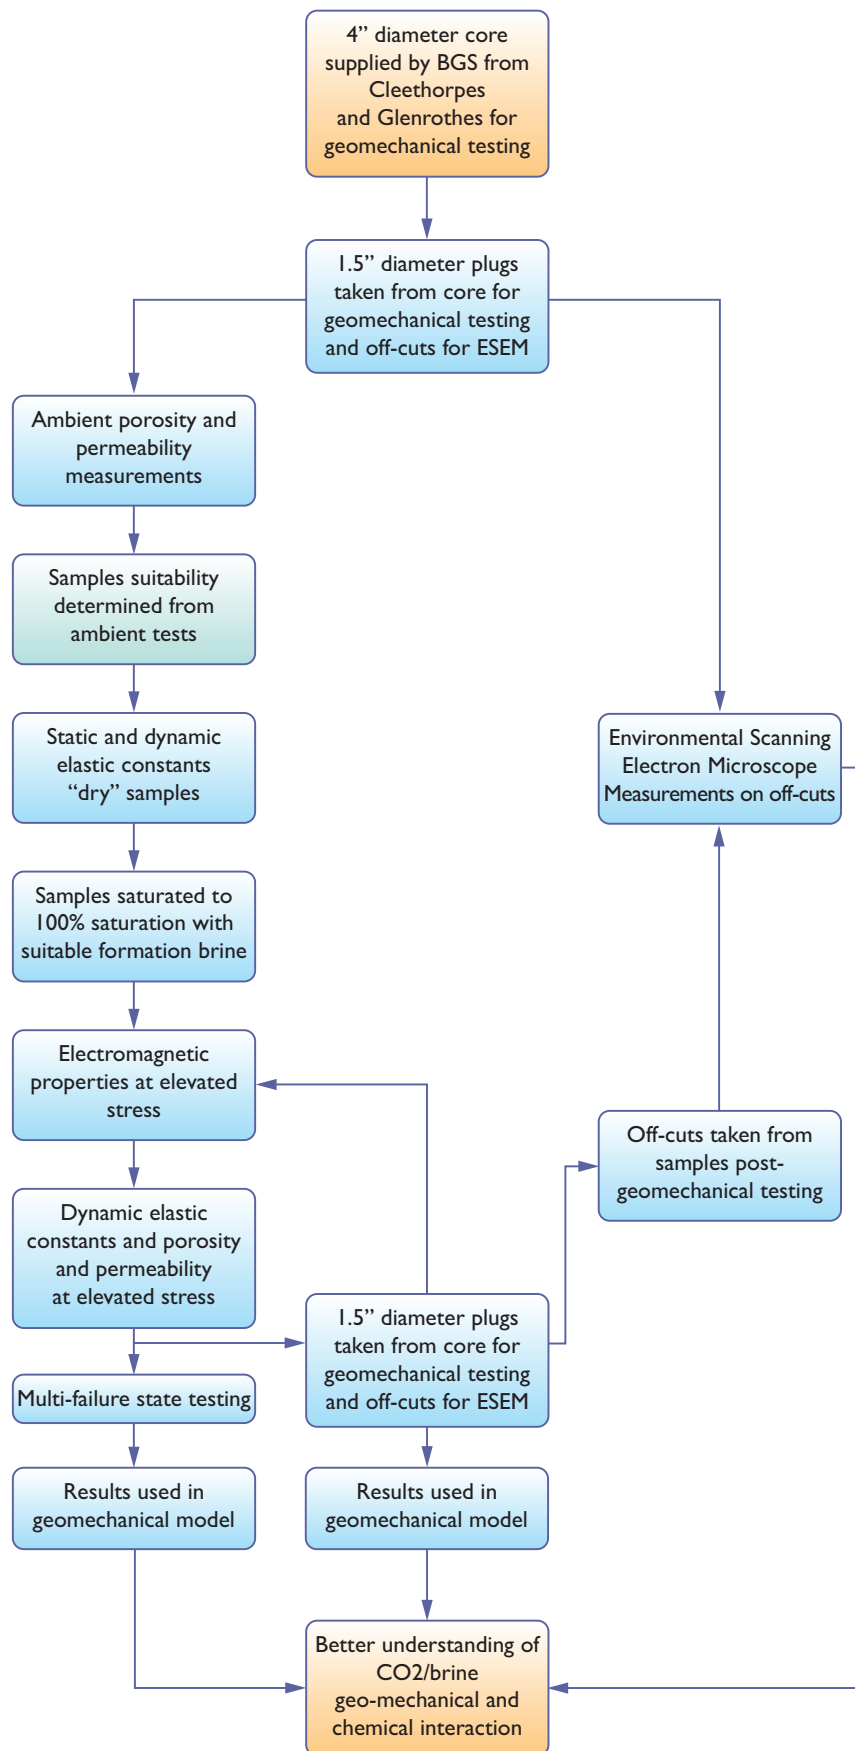 4” diameter core
supplied by BGS from
Cleethorpes
and Glenrothes for
geomechanical testing
1.5” diameter plugs
taken from core for
geomechanical testing
and off-cuts for ESEM
Ambient porosity and
permeability
measurements
Samples suitability
determined from
ambient tests
Static and dynamic
elastic constants
“dry” samples
Environmental Scanning
Electron Microscope
Measurements on off-cuts
Samples saturated to
100% saturation with
suitable formation brine
Electromagnetic
properties at elevated
stress
Off-cuts taken from
samples post-
geomechanical testing
Dynamic elastic
constants and porosity
and permeability
at elevated stress
1.5” diameter plugs
taken from core for
geomechanical testing
and off-cuts for ESEM
Multi-failure state testing
Results used in
geomechanical model
Results used in
geomechanical model
Better understanding of
CO2/brine
geo-mechanical and
chemical interaction